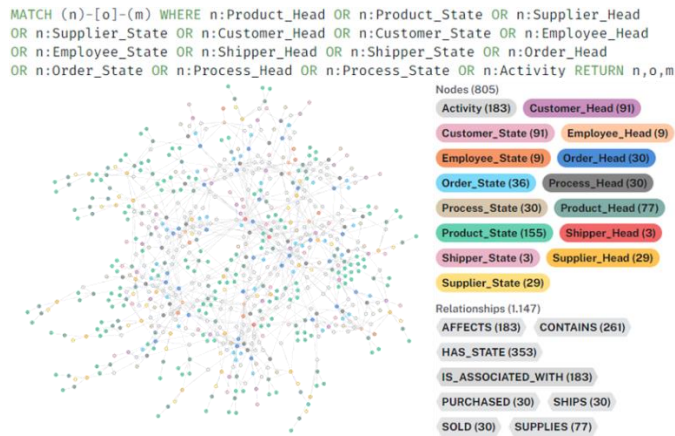 MATCH (n)-[o]-(m) WHERE n:Product_Head OR n:Product_State OR n:Supplier_Head
OR n:Supplier_State OR n:Customer_Head OR n:Customer_State OR n:Employee_Head
OR n:Employee_State OR n:Shipper_Head OR n:Shipper_State OR n:Order_Head
OR n:Order_State OR n:Process_Head OR n:Process_State OR n:Activity RETURN n,o,m
Nodes (805)
Activity (183) Customer_Head (91)
Customer_State (91) Employee_Head (9)
Employee_State (9) Order_Head (30)
Order_State (36) Process_Head (30)
Process_State (30) Product_Head (77)
Product_State (155) Shipper_Head (3)
Shipper_State (3) Supplier_Head (29)
Supplier_State (29)
Relationships (1.147)
AFFECTS (183) CONTAINS (261)
HAS_STATE (353)
IS_ASSOCIATED_WITH (183)
PURCHASED (30) SHIPS (30)
SOLD (30) SUPPLIES (77)